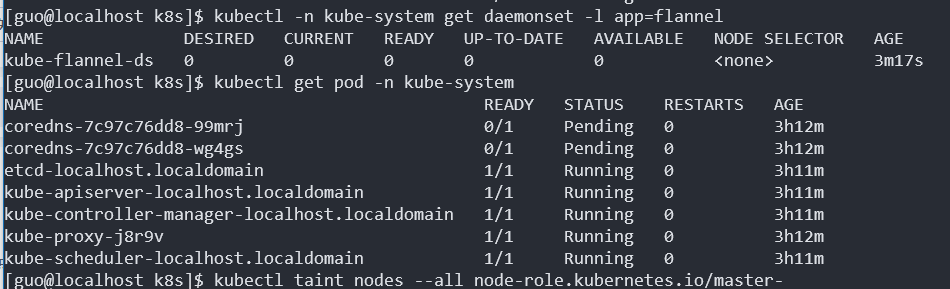 [guo@localhost k8s]$ kubectl -n kube-system get daemonset -l app=flannel
NAME DESIRED CURRENT READY UP-TO-DATE AVAILABLE NODE SELECTOR AGE
kube-flannel-ds 0 0 0 0 0 <none> 3m17s
[guo@localhost k8s]$ kubectl get pod -n kube-system
NAME READY STATUS RESTARTS AGE
coredns-7c97c76dd8-99mrj 0/1 Pending 0 3h12m
coredns-7c97c76dd8-wg4gs 0/1 Pending 0 3h12m
etcd-localhost.localdomain 1/1 Running 0 3h11m
kube-apiserver-localhost.localdomain 1/1 Running 0 3h11m
kube-controller-manager-localhost.localdomain 1/1 Running 0 3h11m
kube-proxy-j8r9v 1/1 Running 0 3h12m
kube-scheduler-localhost.localdomain 1/1 Running 0 3h11m
[guo@localhost k8s]$ kubectl taint nodes --all node-role.kubernetes.io/master-